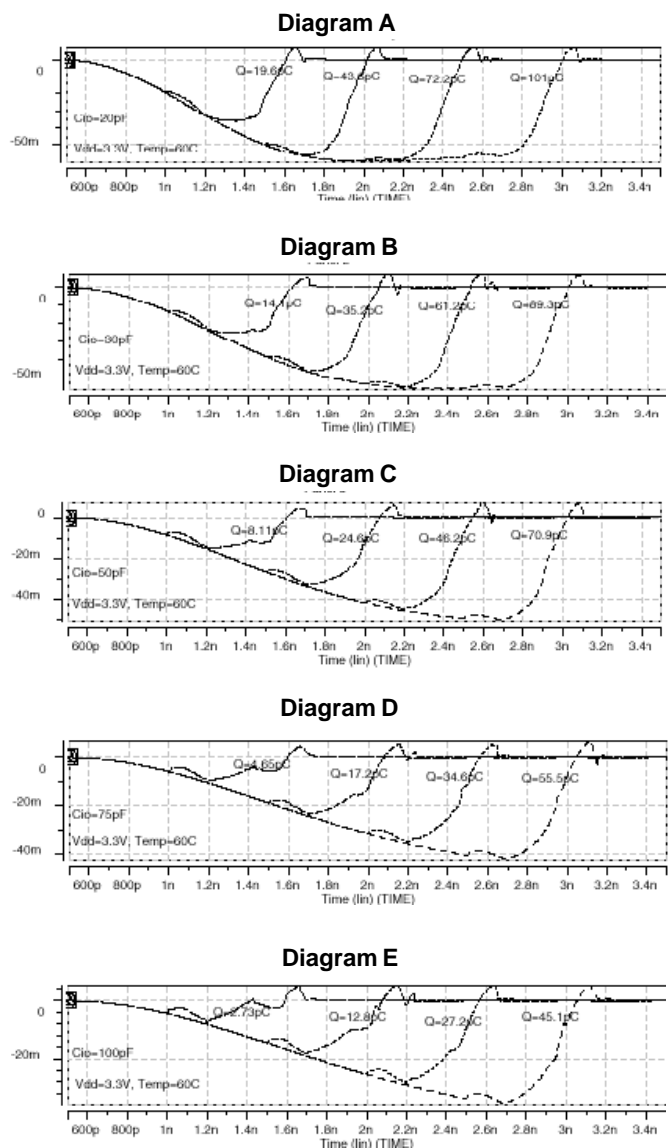 Diagram A
0
-50m
Q=19.6pC
Q=43.6pC
Q=72.2pC
Q=101pC
Cio=20pF
Vdd=3.3V, Temp=60C
600p 800p 1n 1.2n 1.4n 1.6n 1.8n 2n 2.2n 2.4n 2.6n 2.8n 3n 3.2n 3.4n
Time (lin) (TIME)
Diagram B
0
-50m
Q=14.1pC
Q=35.2pC
Q=61.2pC
Q=89.3pC
Cio=30pF
Vdd=3.3V, Temp=60C
600p 800p 1n 1.2n 1.4n 1.6n 1.8n 2n 2.2n 2.4n 2.6n 2.8n 3n 3.2n 3.4n
Time (lin) (TIME)
Diagram C
0
-20m
-40m
Q=8.11pC
Q=24.6pC
Q=46.2pC
Q=70.9pC
Cio=50pF
Vdd=3.3V, Temp=60C
600p 800p 1n 1.2n 1.4n 1.6n 1.8n 2n 2.2n 2.4n 2.6n 2.8n 3n 3.2n 3.4n
Time (lin) (TIME)
Diagram D
0
-20m
-40m
Q=4.65pC
Q=17.2pC
Q=34.6pC
Q=55.5pC
Cio=75pF
Vdd=3.3V, Temp=60C
600p 800p 1n 1.2n 1.4n 1.6n 1.8n 2n 2.2n 2.4n 2.6n 2.8n 3n 3.2n 3.4n
Time (lin) (TIME)
Diagram E
0
-20m
Q=2.73pC
Q=12.8pC
Q=27.2pC
Q=45.1pC
Cio=100pF
Vdd=3.3V, Temp=60C
600p 800p 1n 1.2n 1.4n 1.6n 1.8n 2n 2.2n 2.4n 2.6n 2.8n 3n 3.2n 3.4n
Time (lin) (TIME)